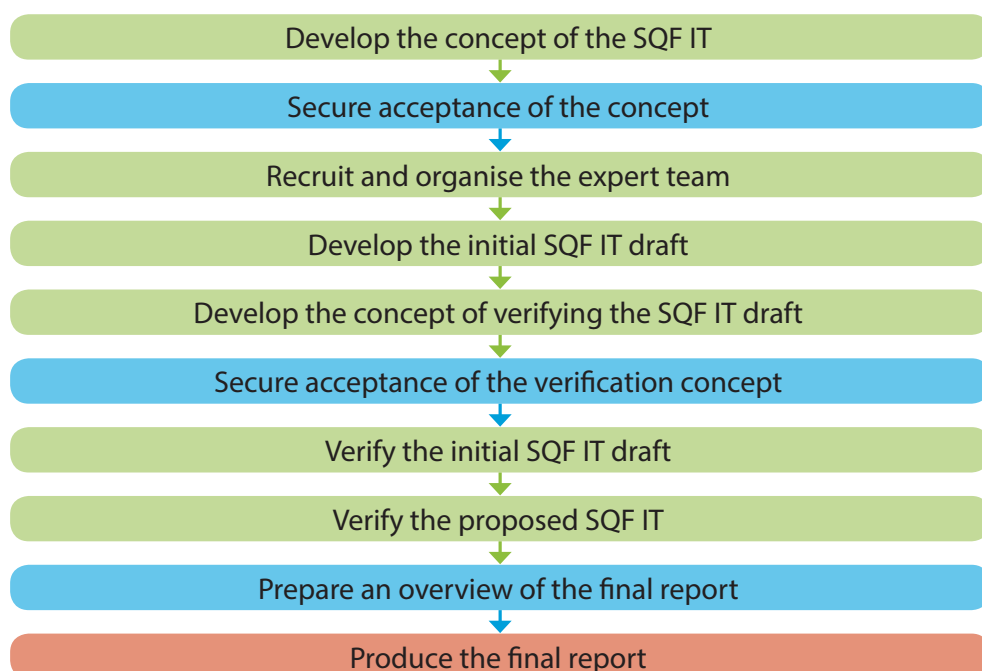 Develop the concept of the SQF IT
Secure acceptance of the concept
Recruit and organise the expert team
Develop the initial SQF IT draft
Develop the concept of verifying the SQF IT draft
Secure acceptance of the verification concept
Verify the initial SQF IT draft
Verify the proposed SQF IT
Prepare an overview of the final report
Produce the final report